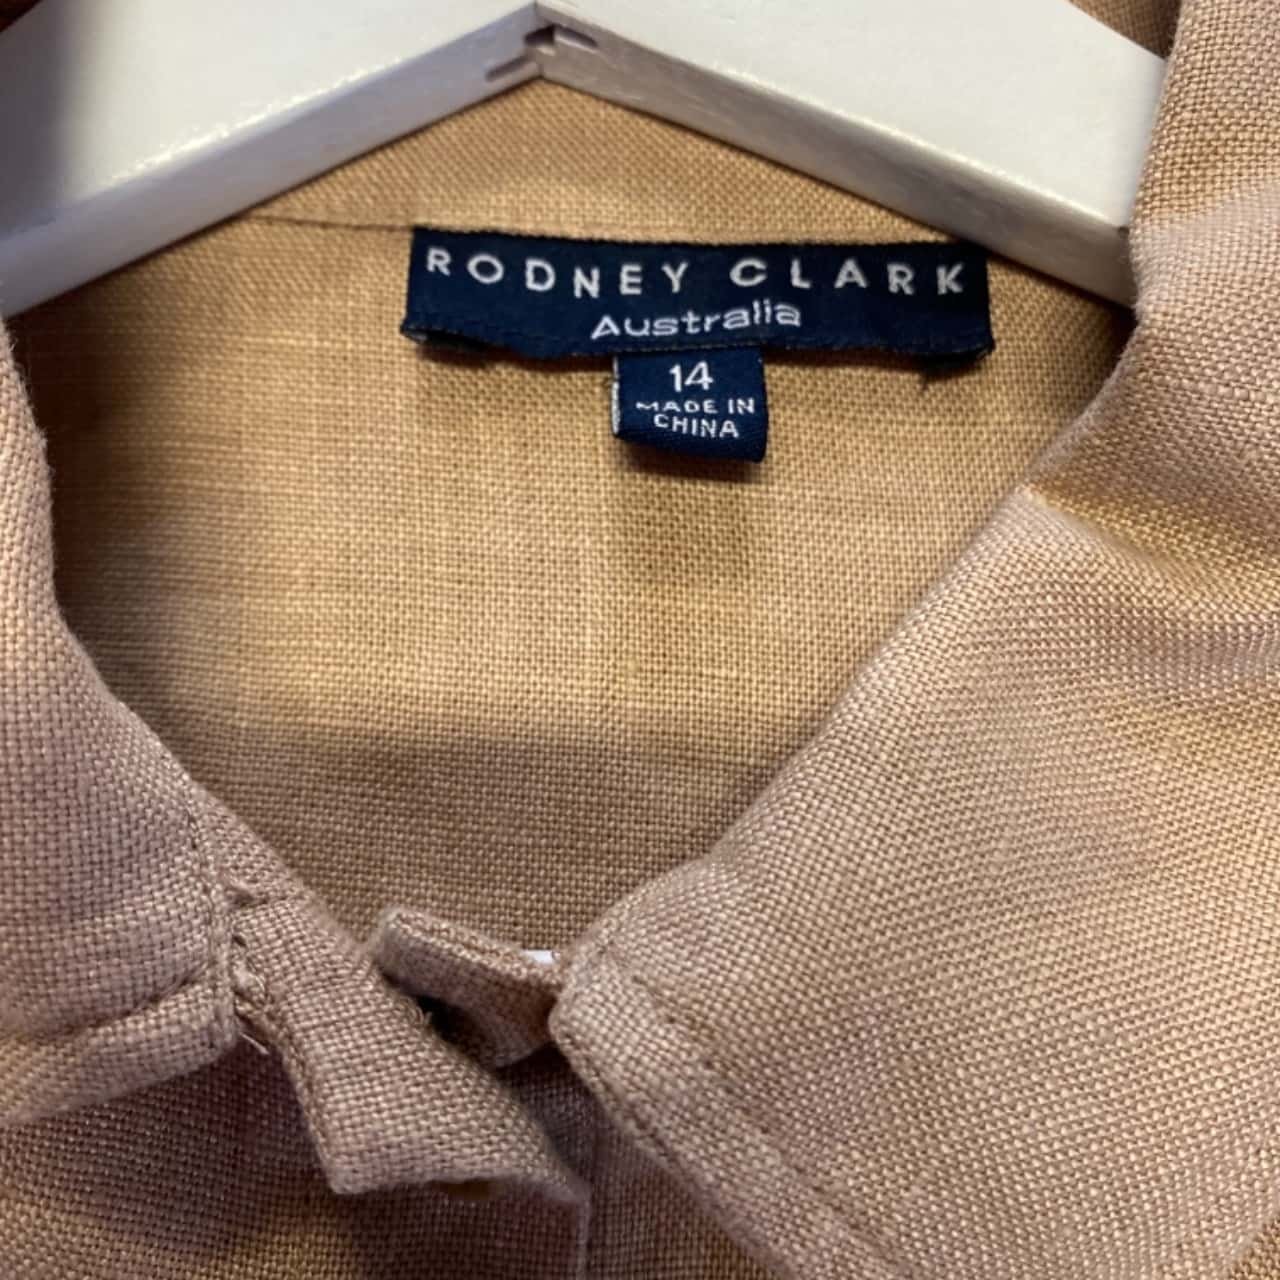 RODNEY CLARK
Australia
14
MADE IN
CHINA